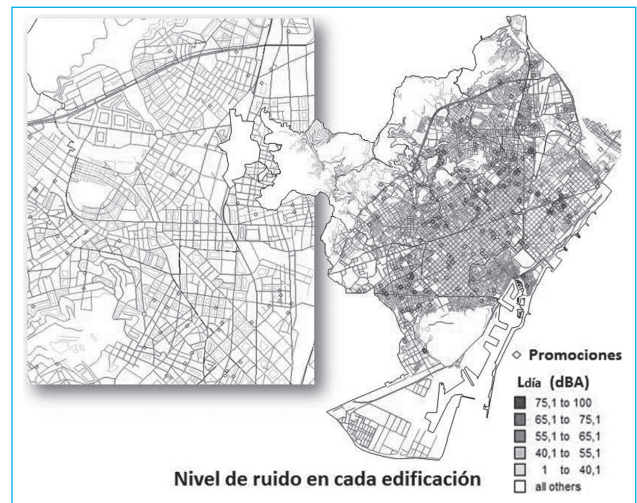 Promociones
Ldía (dBA)
75,1 to 100
65,1 to 75,1
55,1 to 65,1
40,1 to 55,1
1 to 40,1
all others
Nivel de ruido en cada edificación